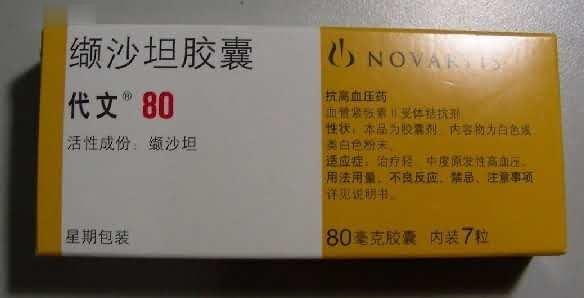 缬沙坦胶囊
代文® 80
活性成份：缬沙坦
星期包装
NOVARTIS
抗高血压药
血管紧张素Ⅱ受体拮抗剂
性状：本品为胶囊剂，内容物为白色或
类白色粉末。
适应症：治疗轻、中度原发性高血压。
用法用量、不良反应、禁忌、注意事项
详见说明书。
80毫克胶囊 内装7粒